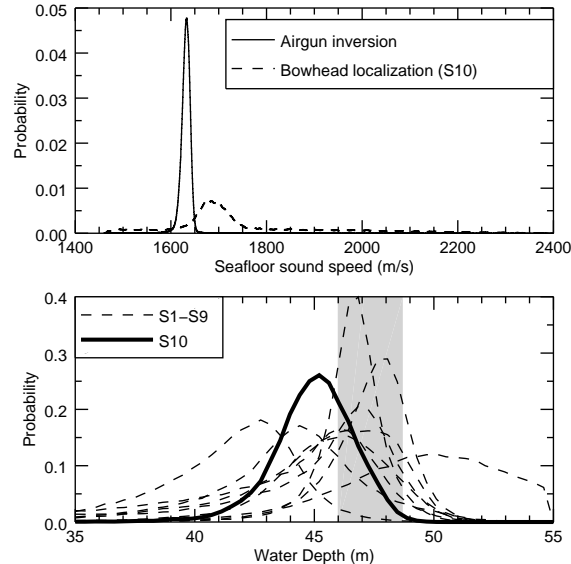 0.05
0.04
0.03
0.02
0.01
0.00
Probability
Airgun inversion
Bowhead localization (S10)
1400 1600 1800 2000 2200 2400
Seafloor sound speed (m/s)
0.4
0.3
0.2
0.1
0.0
Probability
S1−S9
S10
35 40 45 50 55
Water Depth (m)